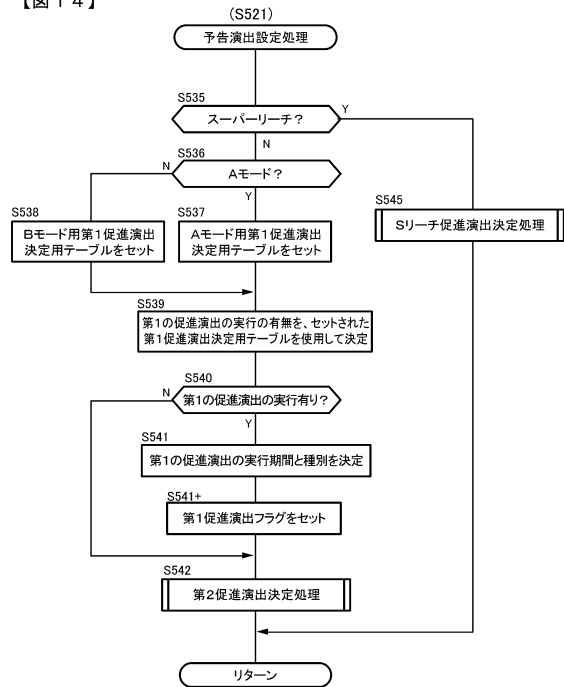 【図14】
(S521)
予告演出設定処理
S535
スーパーリーチ？
Y
N
S536
Aモード？
N
Y
S538
Bモード用第1促進演出
決定用テーブルをセット
S537
Aモード用第1促進演出
決定用テーブルをセット
S545
Sリーチ促進演出決定処理
S539
第1の促進演出の実行の有無を、セットされた
第1促進演出決定用テーブルを使用して決定
S540
第1の促進演出の実行有り？
N
Y
S541
第1の促進演出の実行期間と種別を決定
S541+
第1促進演出フラグをセット
S542
第2促進演出決定処理
リターン